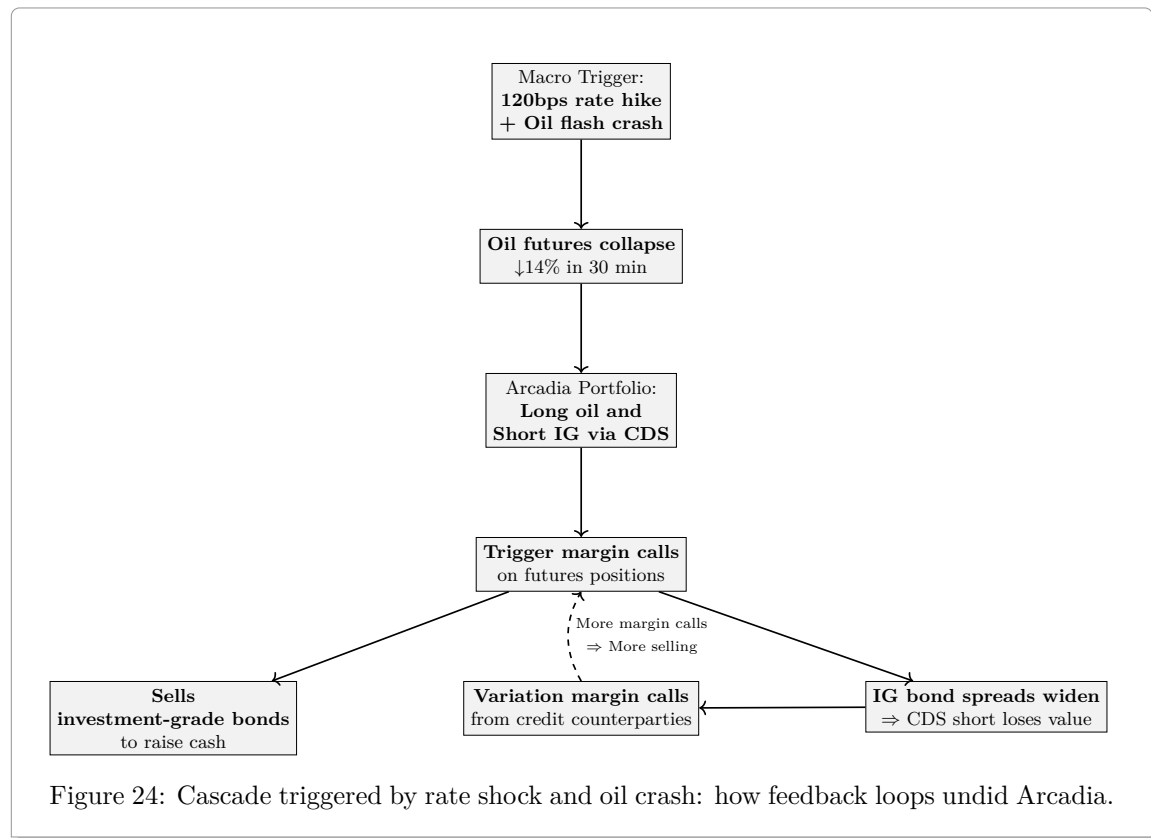 Macro Trigger:
120bps rate hike
+ Oil flash crash
Oil futures collapse
↓14% in 30 min
Arcadia Portfolio:
Long oil and
Short IG via CDS
Trigger margin calls
on futures positions
More margin calls
⇒ More selling
Sells
investment-grade bonds
to raise cash
Variation margin calls
from credit counterparties
IG bond spreads widen
⇒ CDS short loses value
Figure 24: Cascade triggered by rate shock and oil crash: how feedback loops undid Arcadia.